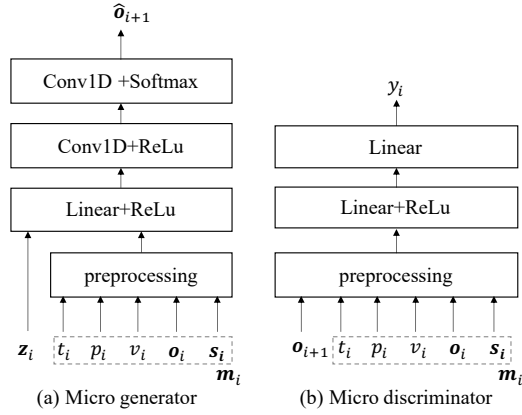 ô_{i+1}
Conv1D +Softmax
Conv1D+ReLu
Linear+ReLu
preprocessing
z_i t_i p_i v_i o_i s_i
m_i
(a) Micro generator
y_i
Linear
Linear+ReLu
preprocessing
o_{i+1} t_i p_i v_i o_i s_i
m_i
(b) Micro discriminator